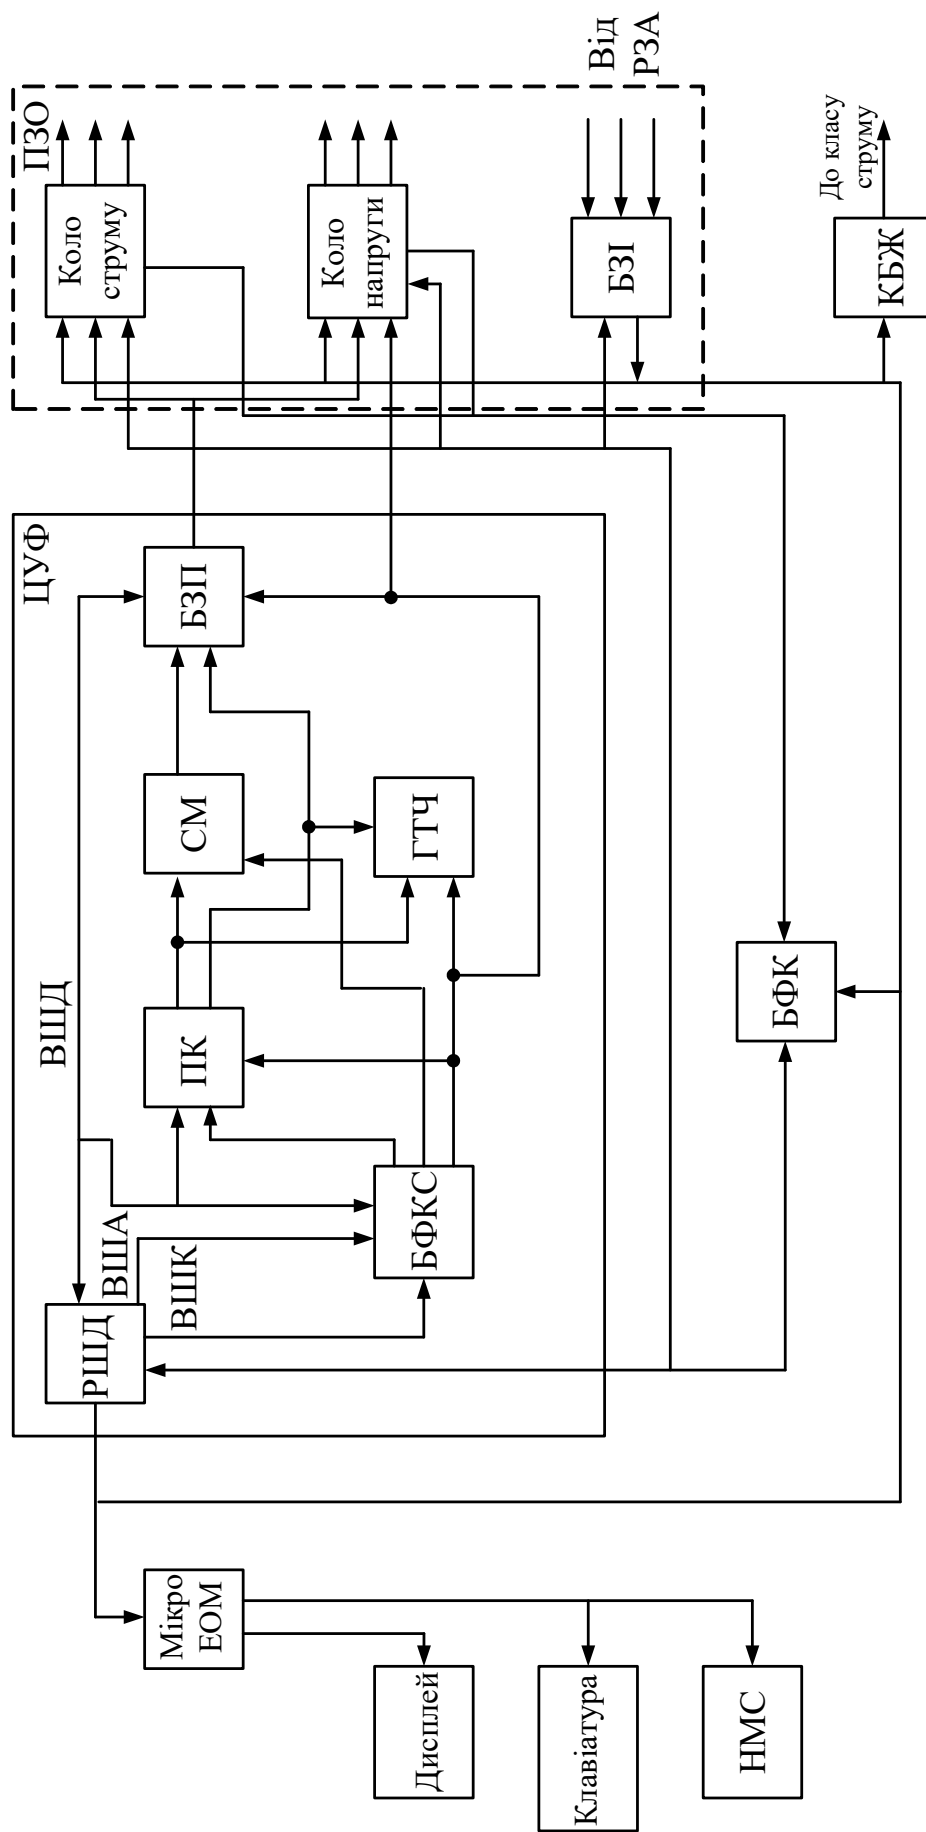 ЦУФ
ПЗО
ВШД
РШД
ВША
ВШК
Коло
струму
Мікро
ЕОМ
ПК
СМ
БЗП
Коло
напруги
Дисплей
БФКС
ГТЧ
Клавіатура
БЗІ
Від
РЗА
НМС
БФК
КБЖ
До класу
струму